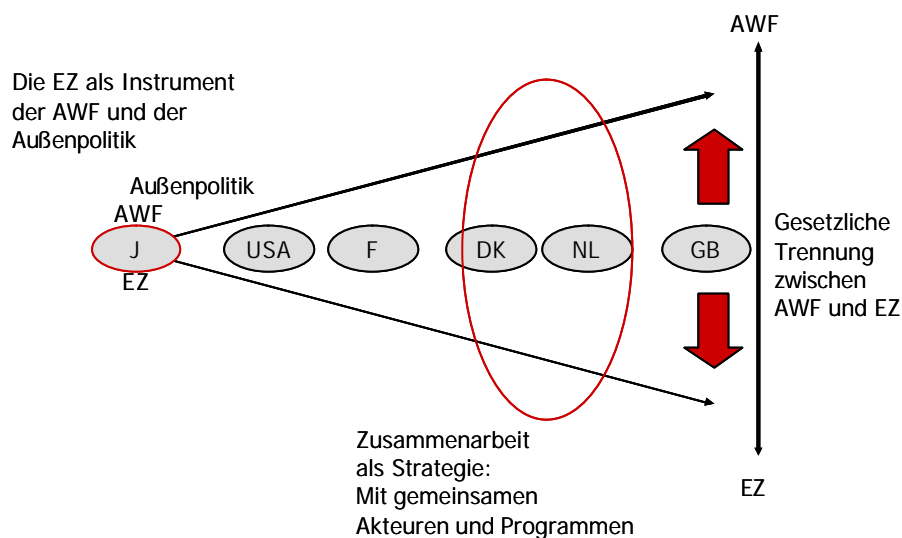 AWF
Die EZ als Instrument
der AWF und der
Außenpolitik
Außenpolitik
AWF
J
EZ
USA
F
DK
NL
GB
Gesetzliche
Trennung
zwischen
AWF und EZ
Zusammenarbeit
als Strategie:
Mit gemeinsamen
Akteuren und Programmen
EZ